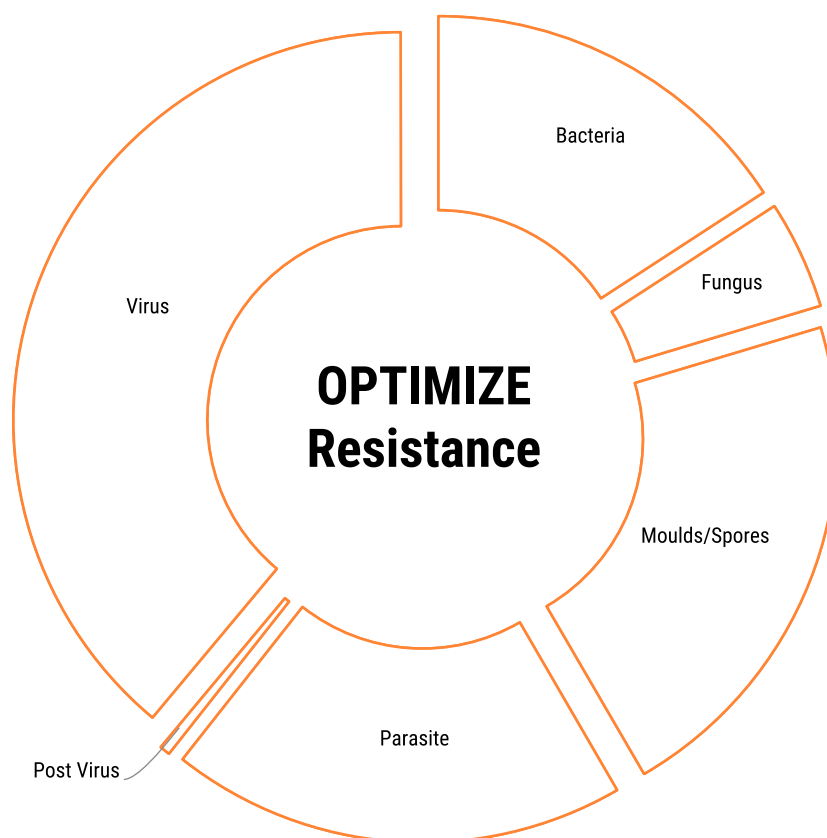 Bacteria
Fungus
Virus
OPTIMIZE
Resistance
Moulds/Spores
Parasite
Post Virus